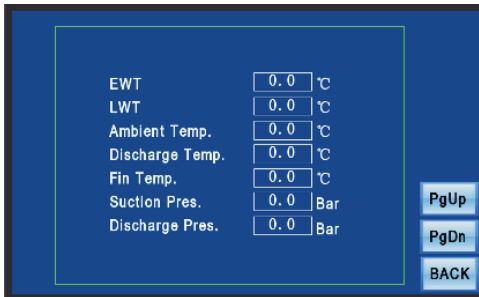 EWT 0.0 ℃
LWT 0.0 ℃
Ambient Temp. 0.0 ℃
Discharge Temp. 0.0 ℃
Fin Temp. 0.0 ℃
Suction Pres. 0.0 Bar
Discharge Pres. 0.0 Bar
PgUp
PgDn
BACK